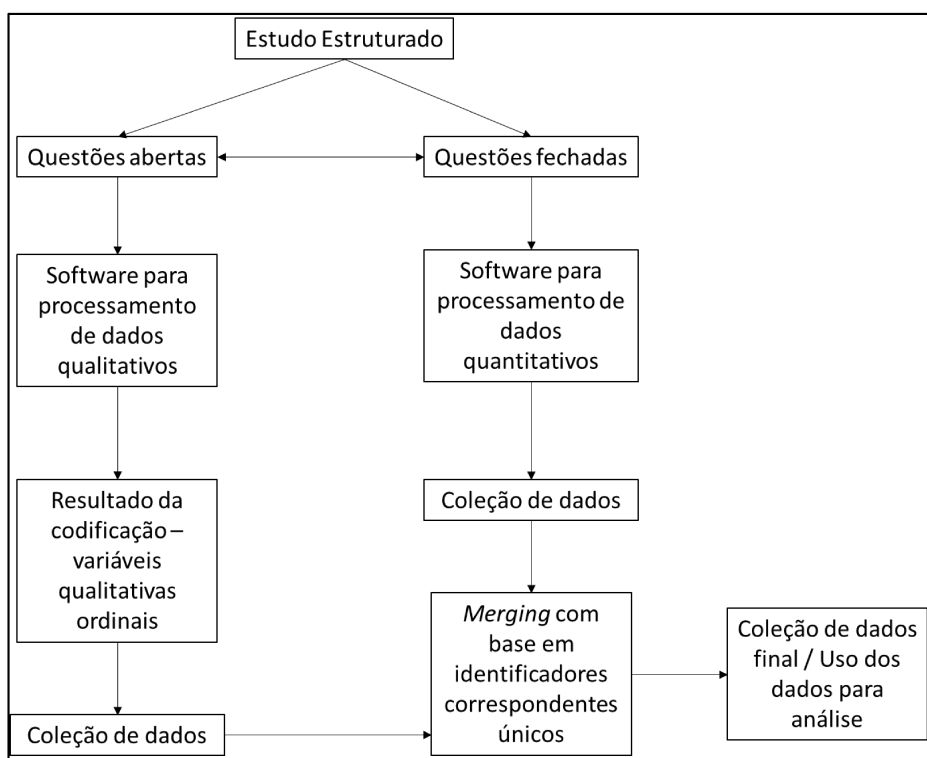 Estudo Estruturado
Questões abertas
Questões fechadas
Software para
processamento
de dados
qualitativos
Software para
processamento de
dados
quantitativos
Resultado da
codificação –
variáveis
qualitativas
ordinais
Coleção de dados
Coleção de dados
Merging com
base em
identificadores
correspondentes
únicos
Coleção de dados
final / Uso dos
dados para
análise